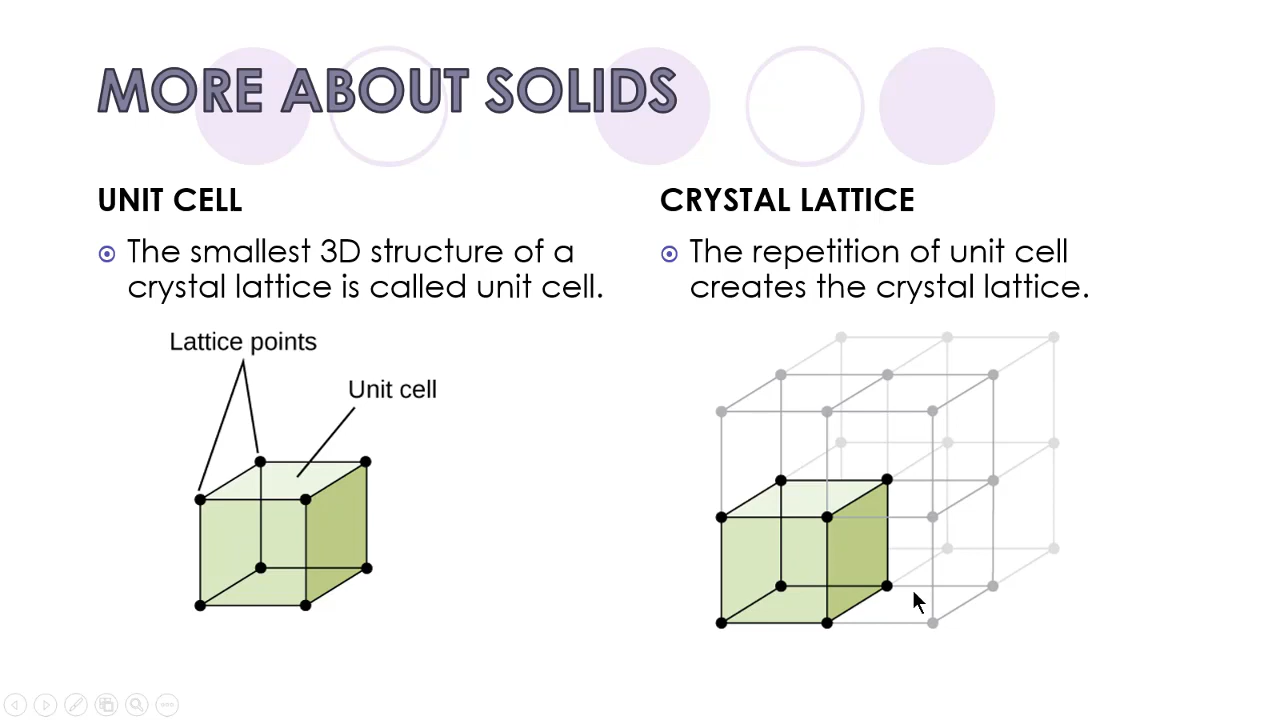 MORE ABOUT SOLIDS
UNIT CELL
The smallest 3D structure of a
crystal lattice is called unit cell.
Lattice points
Unit cell
CRYSTAL LATTICE
The repetition of unit cell
creates the crystal lattice.